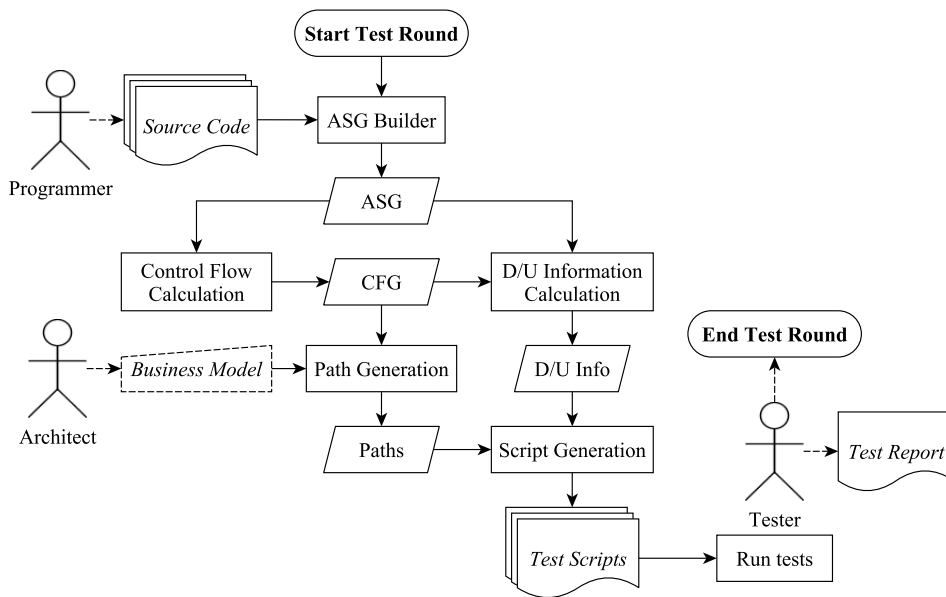 Start Test Round
Source Code
ASG Builder
Programmer
ASG
Control Flow
Calculation
CFG
D/U Information
Calculation
End Test Round
Business Model
Path Generation
D/U Info
Architect
Paths
Script Generation
Test Report
Tester
Test Scripts
Run tests